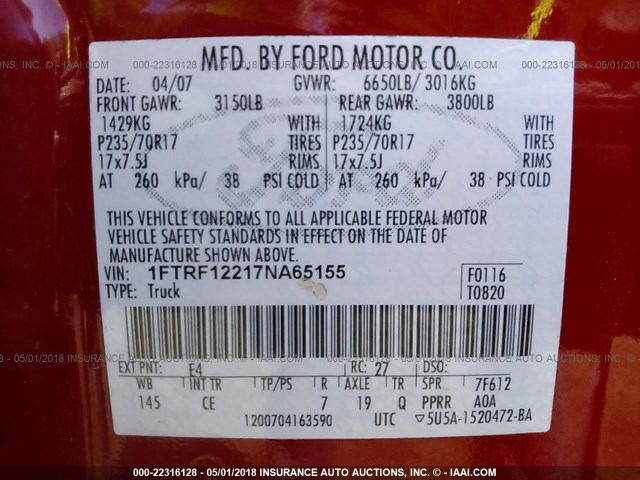 000-22316128 - 05/01/2018 INSURANCE AUTO AUCTIONS, INC. - © IAAI.COM
MFD. BY FORD MOTOR CO.
DATE: 04/07 GVWR: 6650LB/ 3016KG
FRONT GAWR: 3150LB REAR GAWR: 3800LB
1429KG WITH 1724KG WITH
P235/70R17 TIRES P235/70R17 TIRES
17x7.5J RIMS 17x7.5J RIMS
AT 260 kPa/ 38 PSI COLD AT 260 kPa/ 38 PSI COLD
Ford
THIS VEHICLE CONFORMS TO ALL APPLICABLE FEDERAL MOTOR
VEHICLE SAFETY STANDARDS IN EFFECT ON THE DATE OF
MANUFACTURE SHOWN ABOVE.
VIN: 1FTRF12217NA65155 F0116
TYPE: Truck T0820
EXT PNT: E4 RC: 27 DSO:
WB INT TR TP/PS R AXLE TR SPR 7F612
145 CE 7 19 Q PPRR A0A
1200704163590 UTC ▽5U5A-1520472-BA
000-22316128 - 05/01/2018 INSURANCE AUTO AUCTIONS, INC. - © IAAI.COM